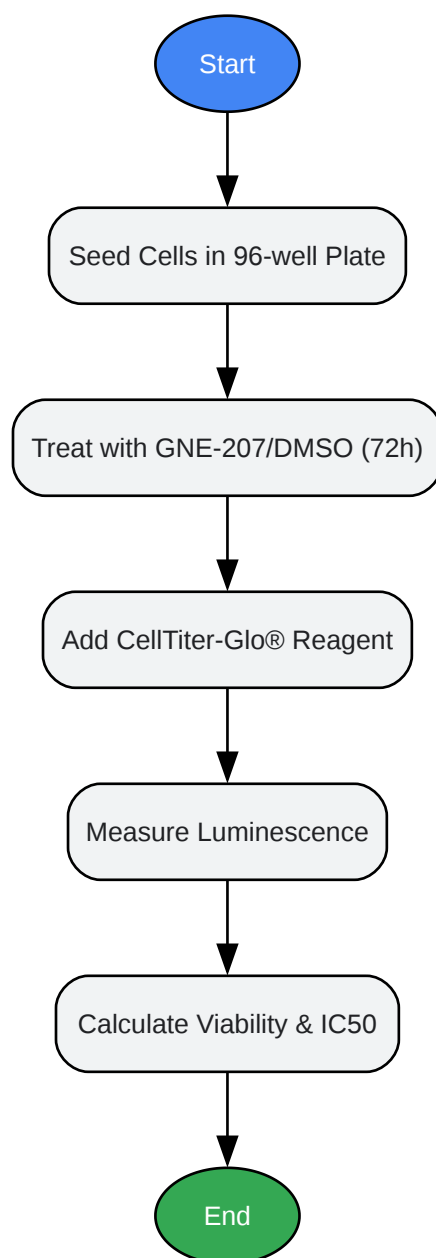 Start
Seed Cells in 96-well Plate
Treat with GNE-207/DMSO (72h)
Add CellTiter-Glo® Reagent
Measure Luminescence
Calculate Viability & IC50
End